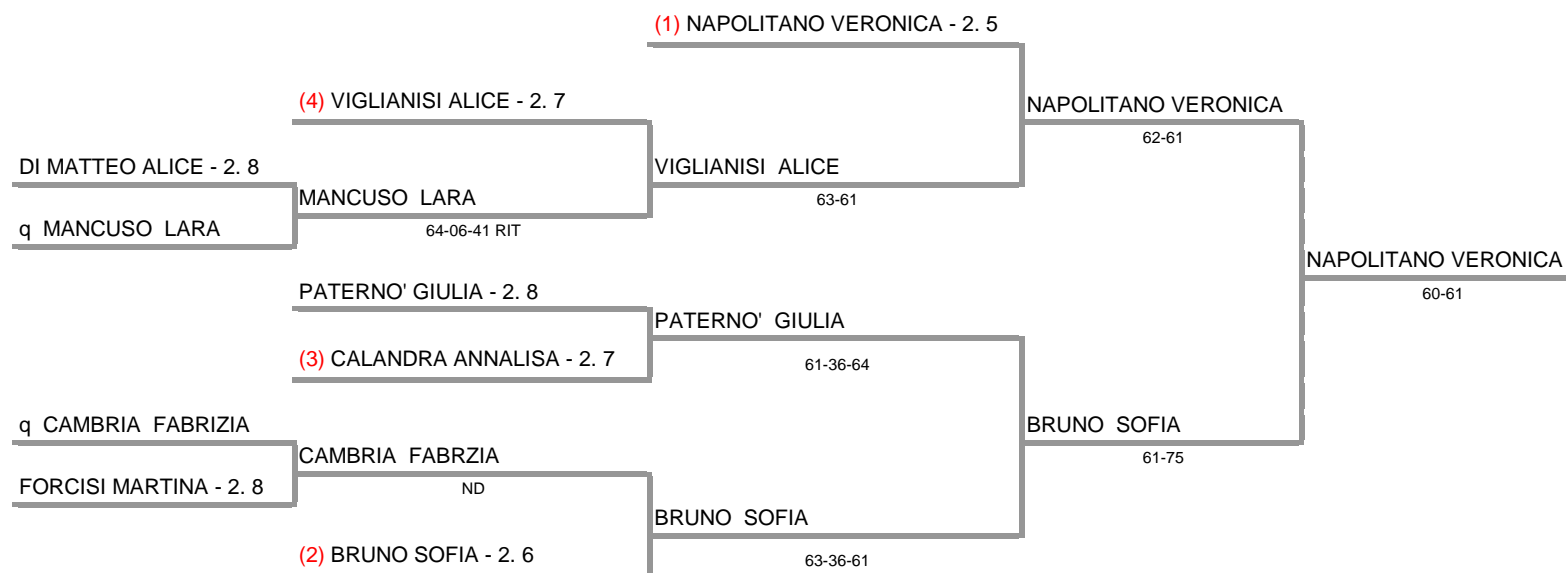 (1) NAPOLITANO VERONICA - 2. 5
(4) VIGLIANISI ALICE - 2. 7
NAPOLITANO VERONICA
62-61
DI MATTEO ALICE - 2. 8
VIGLIANISI  ALICE
63-61
MANCUSO  LARA
64-06-41 RIT
q  MANCUSO  LARA
NAPOLITANO VERONICA
60-61
PATERNO' GIULIA - 2. 8
PATERNO'  GIULIA
61-36-64
(3) CALANDRA ANNALISA - 2. 7
q  CAMBRIA  FABRIZIA
BRUNO  SOFIA
61-75
CAMBRIA  FABRZIA
ND
FORCISI MARTINA - 2. 8
BRUNO  SOFIA
63-36-61
(2) BRUNO SOFIA - 2. 6